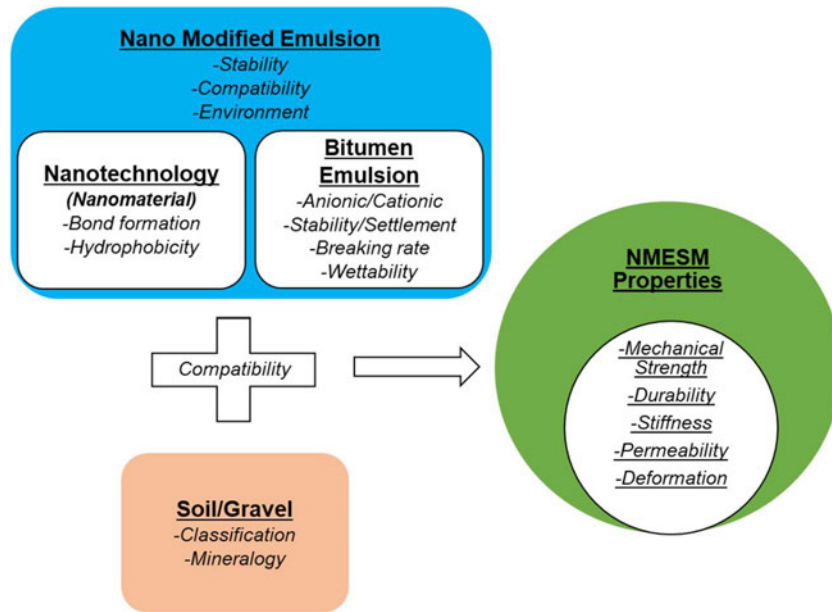 Nano Modified Emulsion
-Stability
-Compatibility
-Environment
Nanotechnology
(Nanomaterial)
-Bond formation
-Hydrophobicity
Bitumen
Emulsion
-Anionic/Cationic
-Stability/Settlement
-Breaking rate
-Wettability
Compatibility
Soil/Gravel
-Classification
-Mineralogy
NMESM
Properties
-Mechanical
Strength
-Durability
-Stiffness
-Permeability
-Deformation